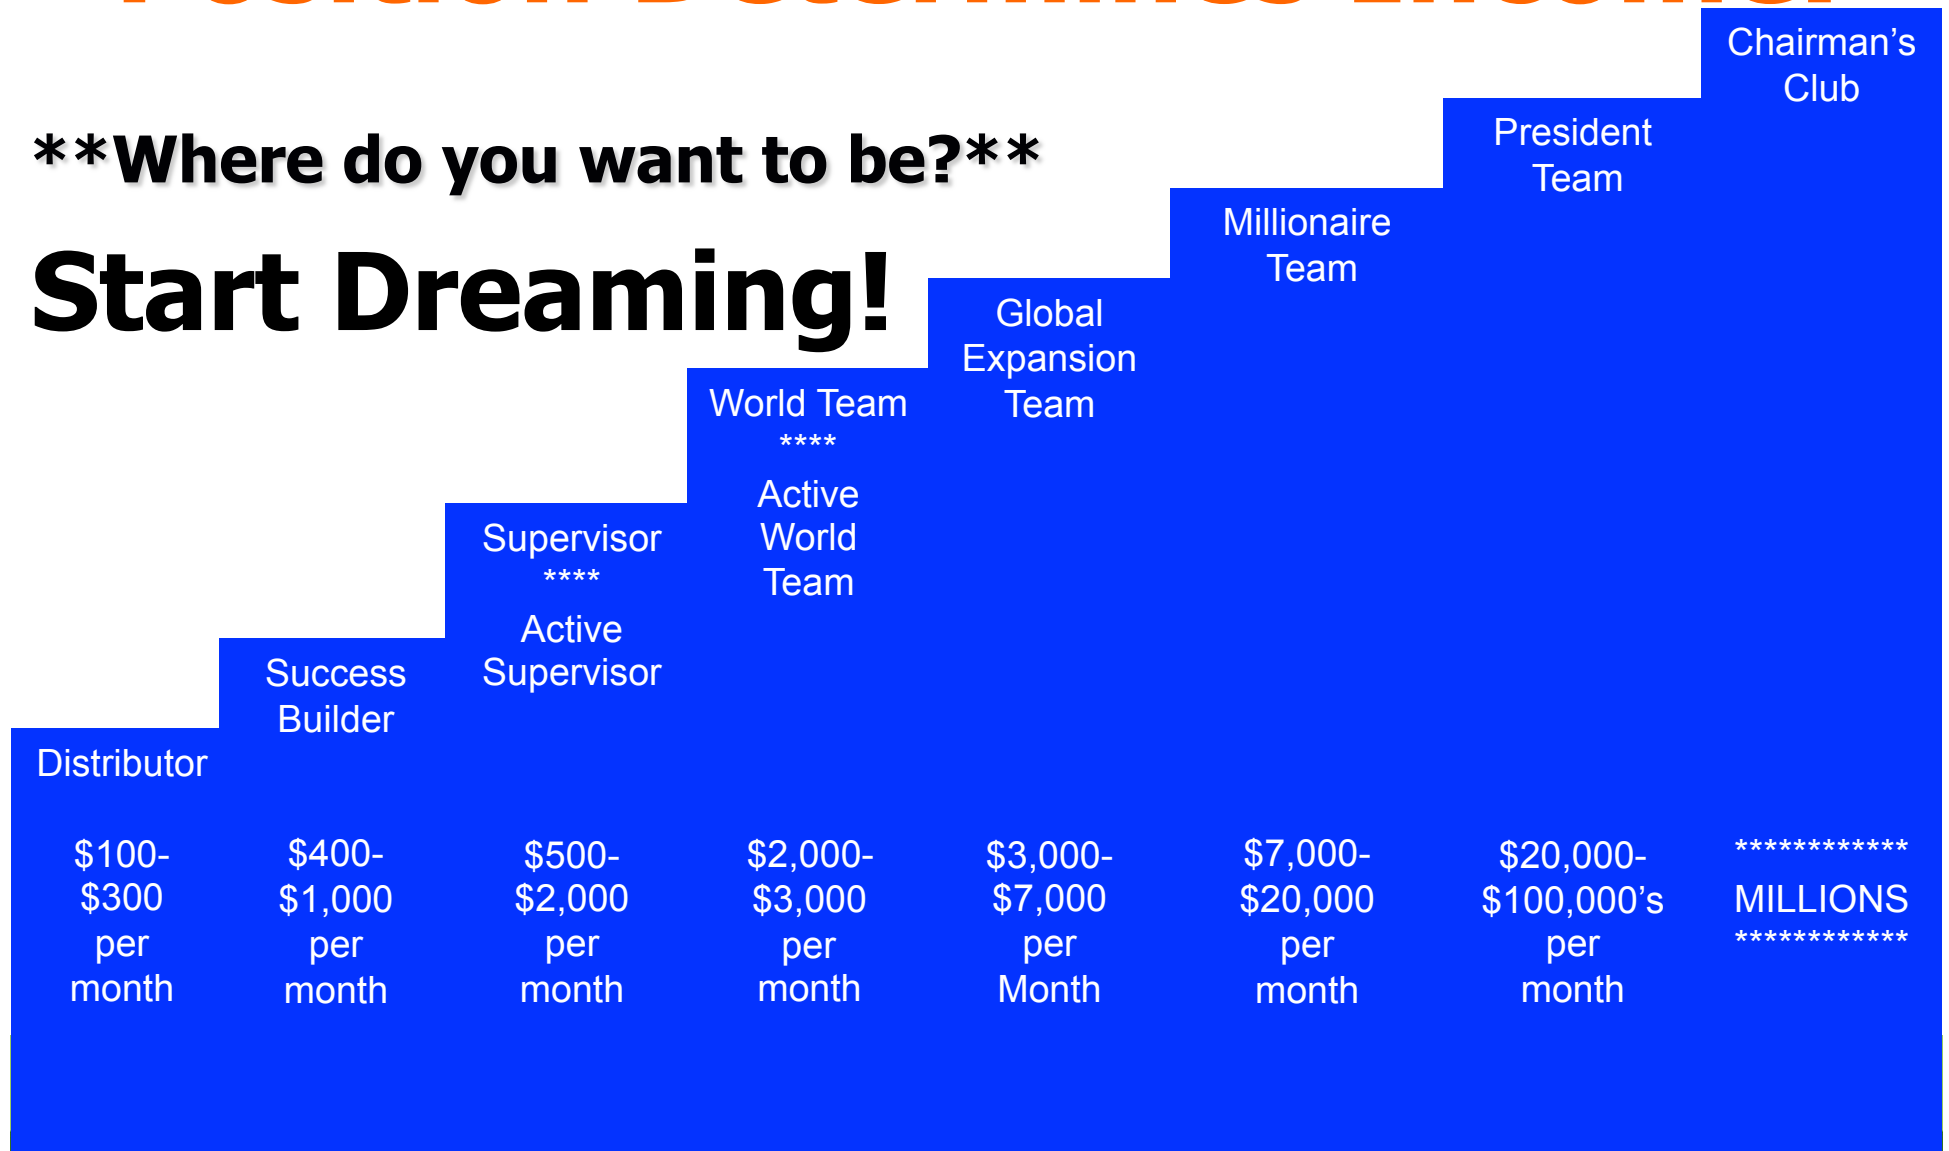 Position Determines Income!
**Where do you want to be?**
Start Dreaming!
Distributor
$100-
$300
per
month
Success
Builder
$400-
$1,000
per
month
Supervisor
****
Active
Supervisor
$500-
$2,000
per
month
World Team
****
Active
World
Team
$2,000-
$3,000
per
month
Global
Expansion
Team
$3,000-
$7,000
per
Month
Millionaire
Team
$7,000-
$20,000
per
month
President
Team
$20,000-
$100,000’s
per
month
Chairman’s
Club
************
MILLIONS
************